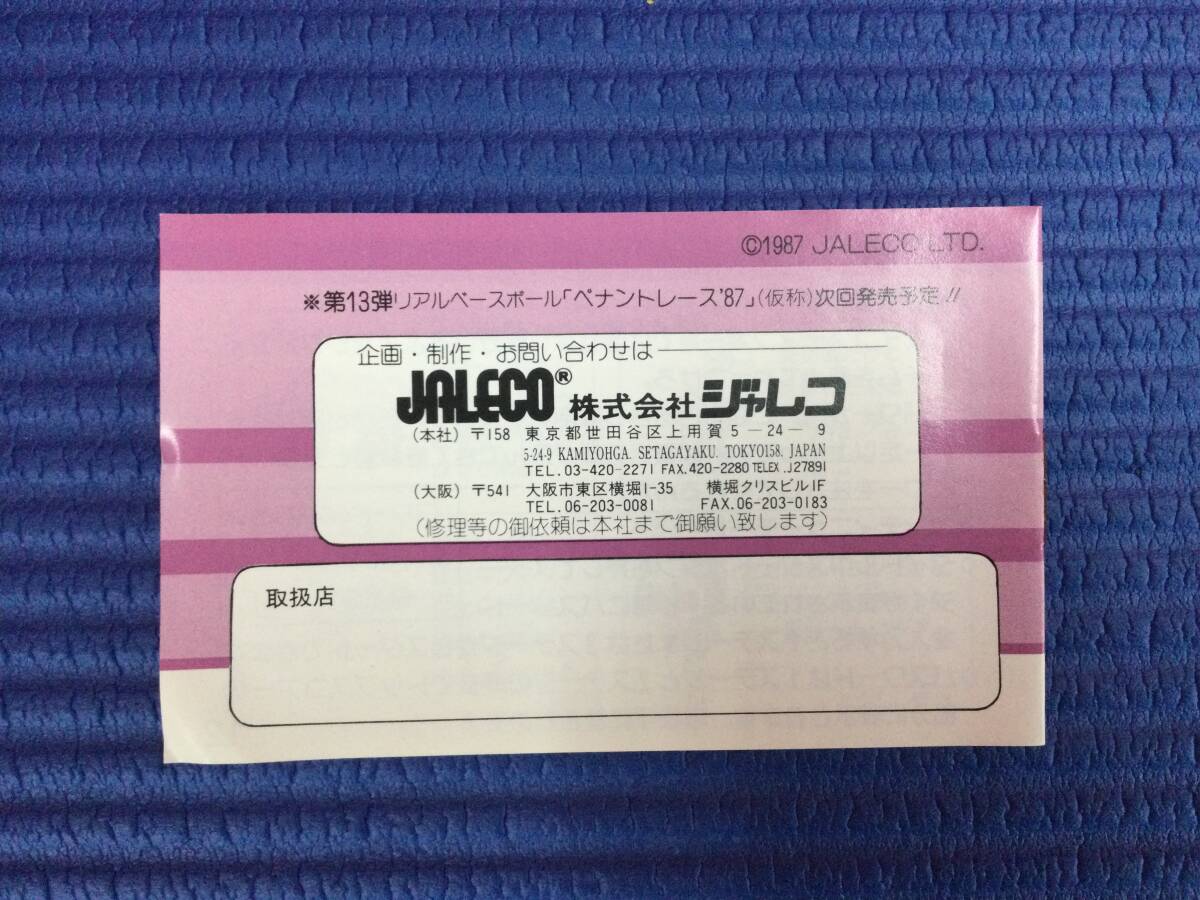 ©1987 JALECO LTD.
※第13弾リアルベースボール「ペナントレース'87」(仮称)次回発売予定!!
企画・制作・お問い合わせは
JALECO® 株式会社ジャレコ
(本社) 〒158 東京都世田谷区上用賀5-24-9
5-24-9 KAMIYOHGA. SETAGAYAKU. TOKYO158. JAPAN
TEL.03-420-2271 FAX.420-2280 TELEX.J27891
(大阪) 〒541 大阪市東区横堀1-35 横堀クリスビル1F
TEL.06-203-0081 FAX.06-203-0183
(修理等の御依頼は本社まで御願い致します)
取扱店